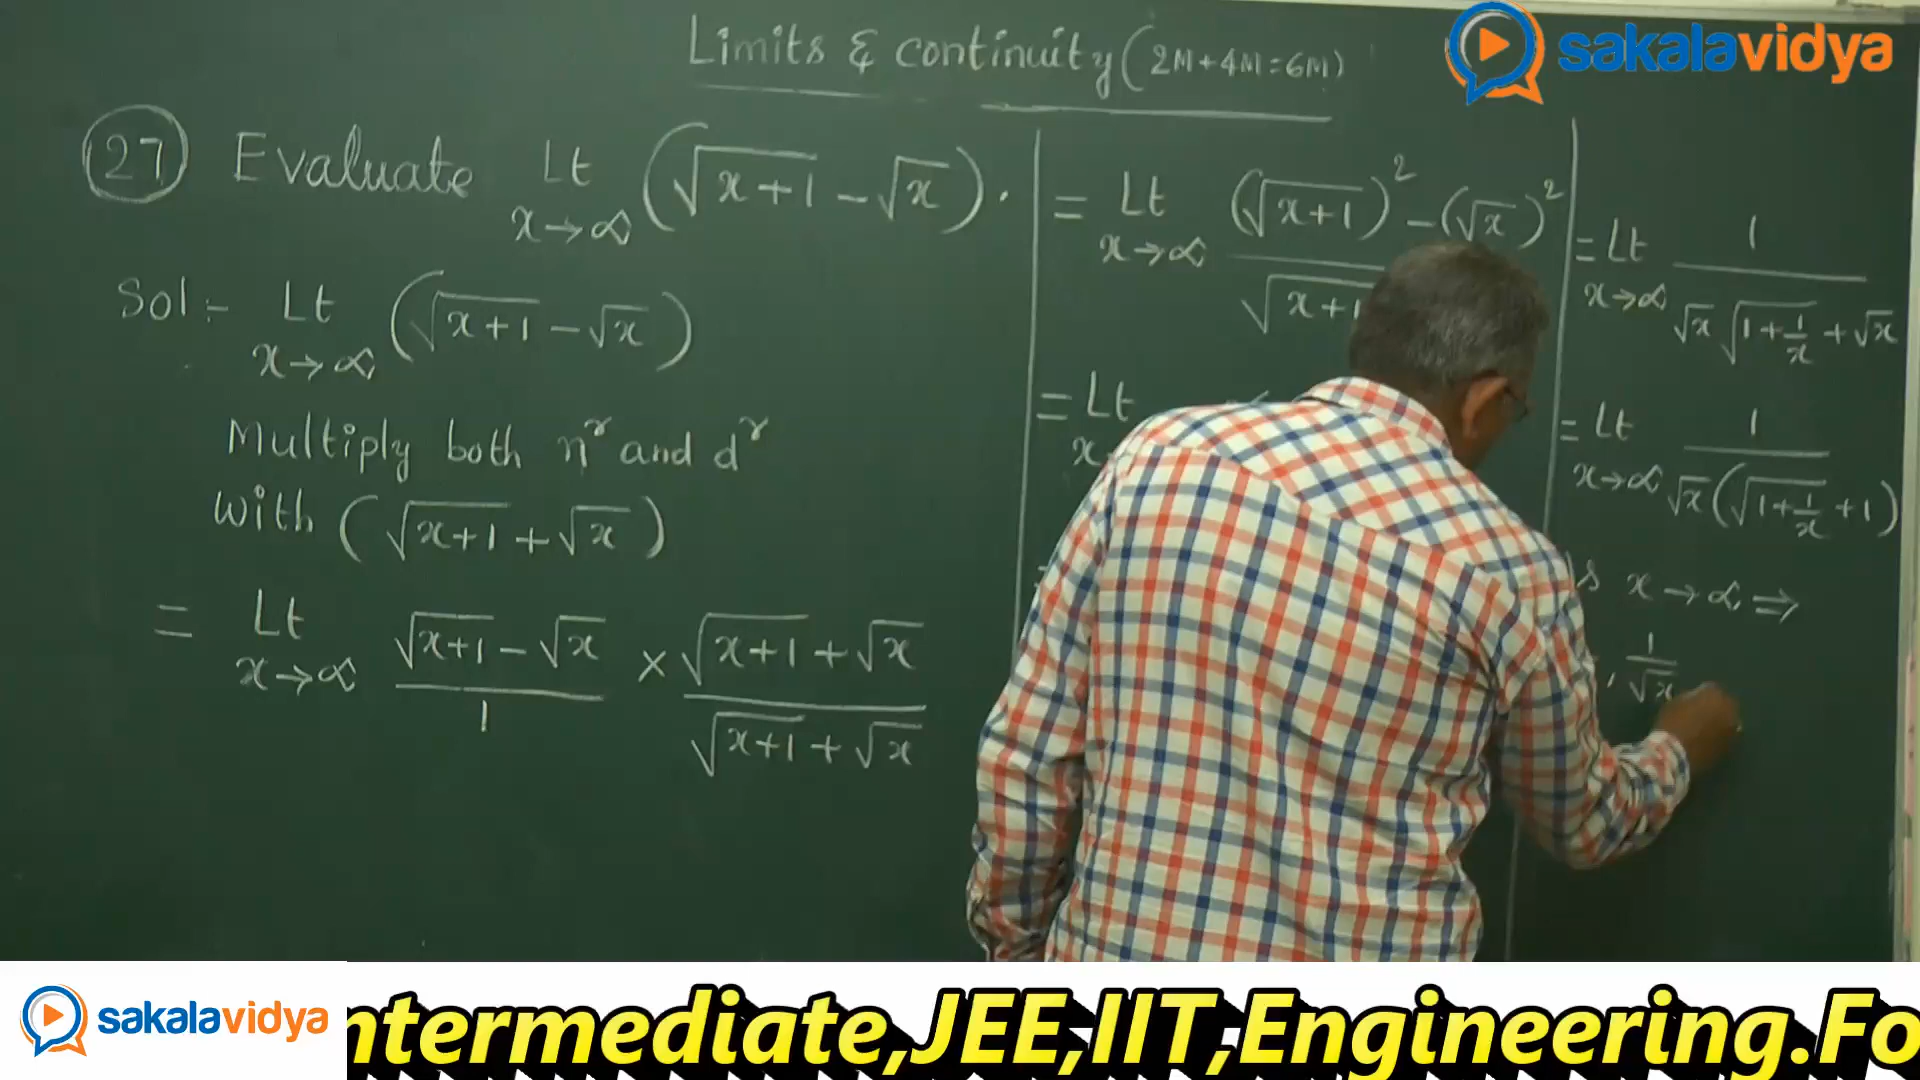 Limits & continuity (2M+4M=6M)
sakalavidya
27 Evaluate Lt x→∞ (√x+1 - √x).
Sol:- Lt x→∞ (√x+1 - √x)
Multiply both nr and dr
with (√x+1 + √x)
= Lt x→∞ √x+1 - √x / 1 × √x+1 + √x / √x+1 + √x
= Lt x→∞ (√x+1)² - (√x)² / √x+1
= Lt x
= Lt x→∞ 1 / √x √1+1/x + √x
= Lt x→∞ 1 / √x (√1+1/x + 1)
x→∞ ⇒
, 1/√x
sakalavidya
ntermediate,JEE,IIT,Engineering.Fo